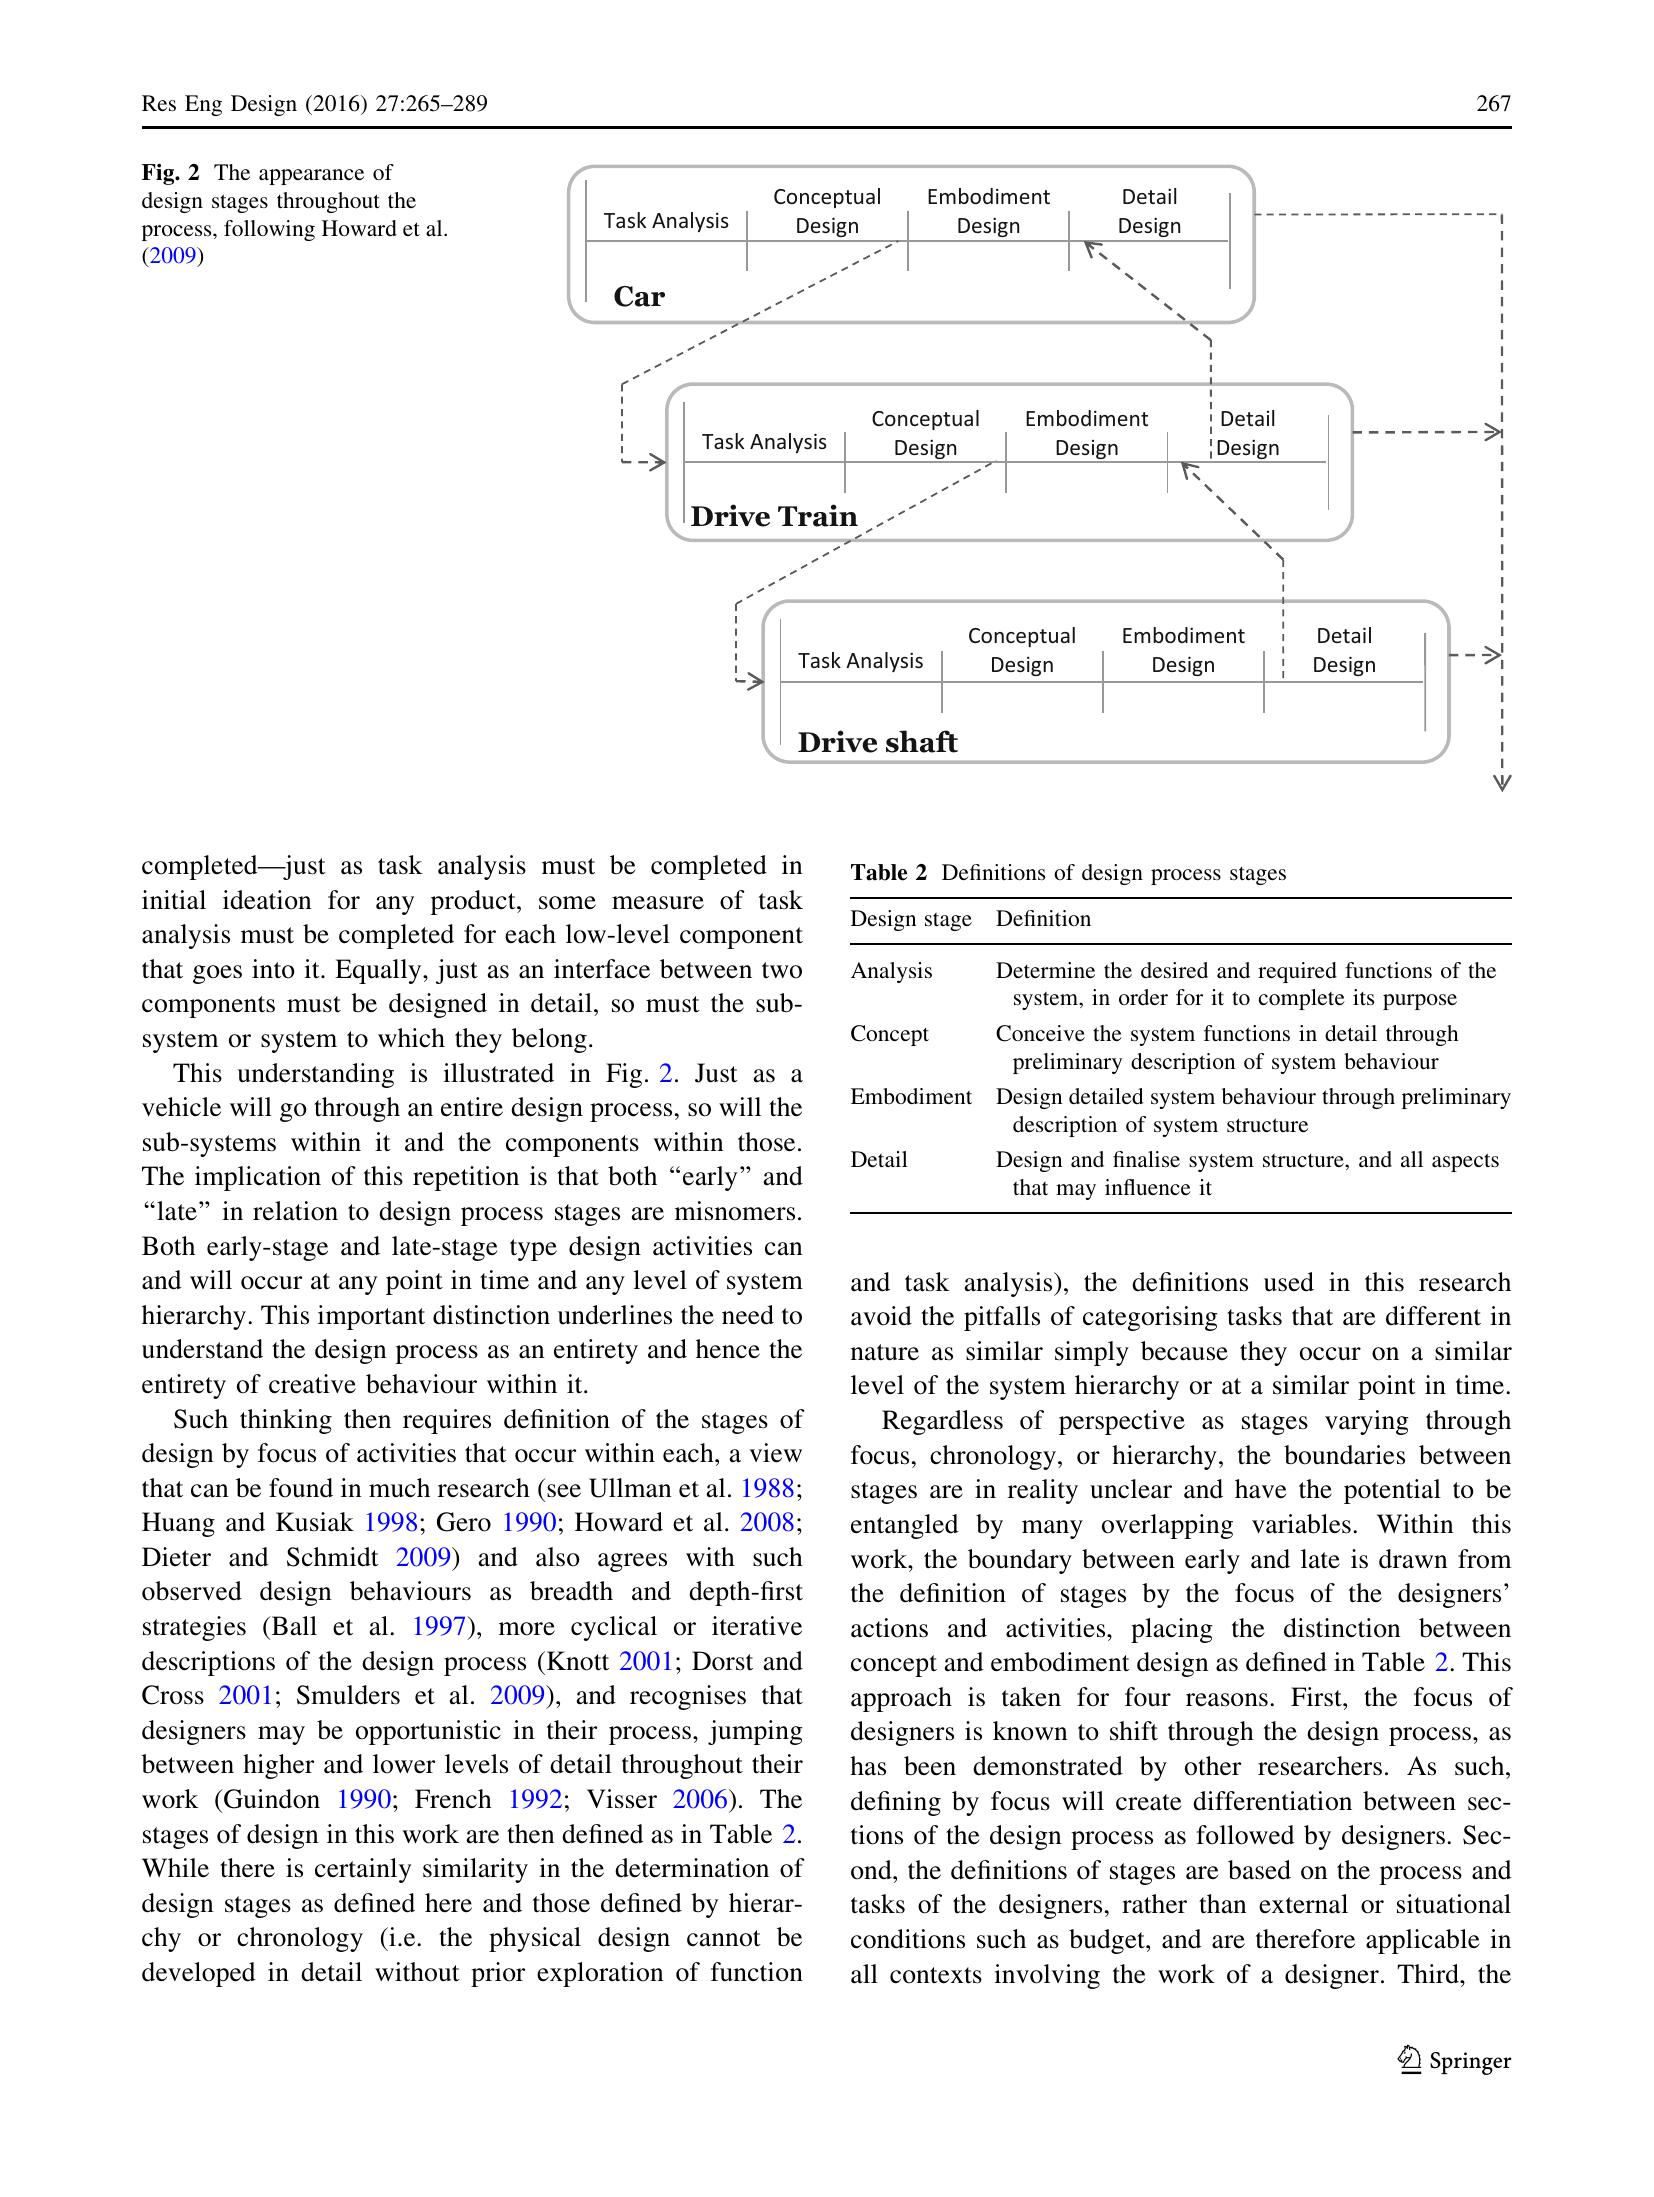 Res Eng Design (2016) 27:265–289
267
Fig. 2 The appearance of
design stages throughout the
process, following Howard et al.
(2009)
Task Analysis
Conceptual
Design
Embodiment
Design
Detail
Design
Car
Task Analysis
Conceptual
Design
Embodiment
Design
Detail
Design
Drive Train
Task Analysis
Conceptual
Design
Embodiment
Design
Detail
Design
Drive shaft
completed—just as task analysis must be completed in
initial ideation for any product, some measure of task
analysis must be completed for each low-level component
that goes into it. Equally, just as an interface between two
components must be designed in detail, so must the sub-
system or system to which they belong.
This understanding is illustrated in Fig. 2. Just as a
vehicle will go through an entire design process, so will the
sub-systems within it and the components within those.
The implication of this repetition is that both “early” and
“late” in relation to design process stages are misnomers.
Both early-stage and late-stage type design activities can
and will occur at any point in time and any level of system
hierarchy. This important distinction underlines the need to
understand the design process as an entirety and hence the
entirety of creative behaviour within it.
Such thinking then requires definition of the stages of
design by focus of activities that occur within each, a view
that can be found in much research (see Ullman et al. 1988;
Huang and Kusiak 1998; Gero 1990; Howard et al. 2008;
Dieter and Schmidt 2009) and also agrees with such
observed design behaviours as breadth and depth-first
strategies (Ball et al. 1997), more cyclical or iterative
descriptions of the design process (Knott 2001; Dorst and
Cross 2001; Smulders et al. 2009), and recognises that
designers may be opportunistic in their process, jumping
between higher and lower levels of detail throughout their
work (Guindon 1990; French 1992; Visser 2006). The
stages of design in this work are then defined as in Table 2.
While there is certainly similarity in the determination of
design stages as defined here and those defined by hierar-
chy or chronology (i.e. the physical design cannot be
developed in detail without prior exploration of function
Table 2 Definitions of design process stages
Design stage Definition
Analysis Determine the desired and required functions of the
system, in order for it to complete its purpose
Concept Conceive the system functions in detail through
preliminary description of system behaviour
Embodiment Design detailed system behaviour through preliminary
description of system structure
Detail Design and finalise system structure, and all aspects
that may influence it
and task analysis), the definitions used in this research
avoid the pitfalls of categorising tasks that are different in
nature as similar simply because they occur on a similar
level of the system hierarchy or at a similar point in time.
Regardless of perspective as stages varying through
focus, chronology, or hierarchy, the boundaries between
stages are in reality unclear and have the potential to be
entangled by many overlapping variables. Within this
work, the boundary between early and late is drawn from
the definition of stages by the focus of the designers’
actions and activities, placing the distinction between
concept and embodiment design as defined in Table 2. This
approach is taken for four reasons. First, the focus of
designers is known to shift through the design process, as
has been demonstrated by other researchers. As such,
defining by focus will create differentiation between sec-
tions of the design process as followed by designers. Sec-
ond, the definitions of stages are based on the process and
tasks of the designers, rather than external or situational
conditions such as budget, and are therefore applicable in
all contexts involving the work of a designer. Third, the
Springer